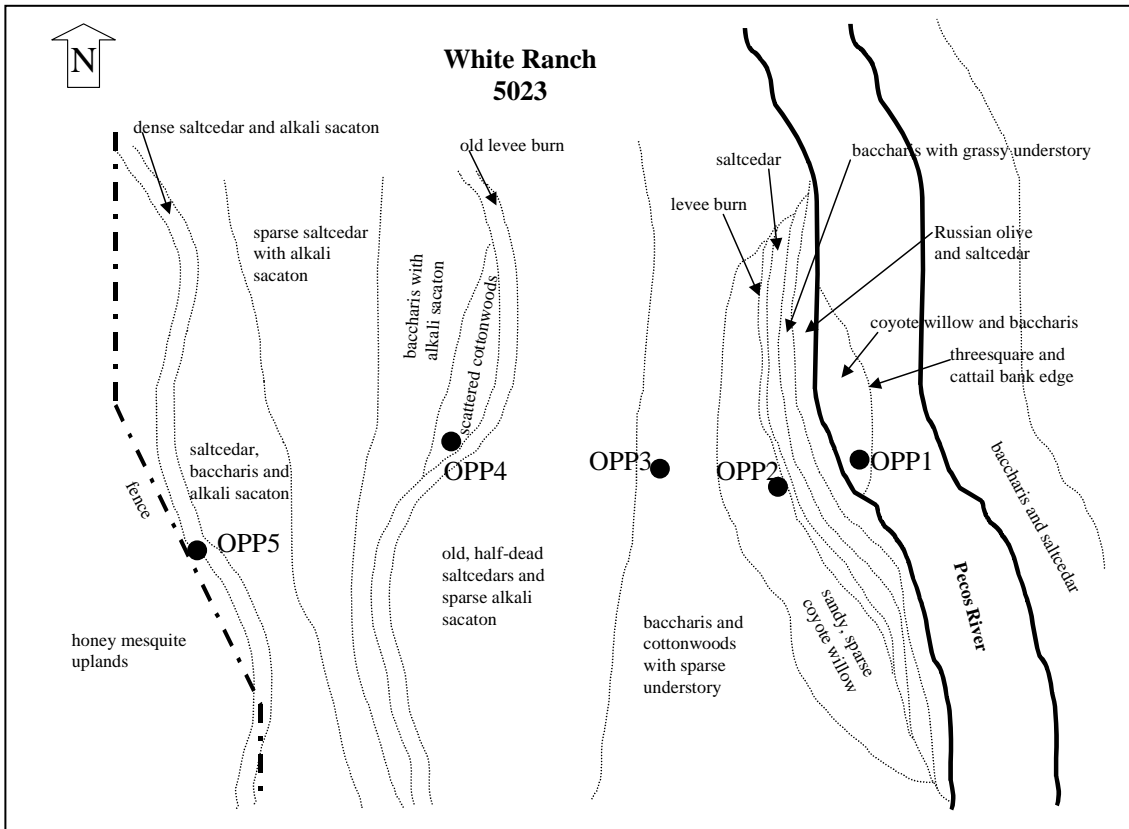 N
White Ranch
5023
dense saltcedar and alkali sacaton
old levee burn
saltcedar
baccharis with grassy understory
levee burn
sparse saltcedar
with alkali
sacaton
Russian olive
and saltcedar
baccharis with
alkali sacaton
scattered cottonwoods
coyote willow and baccharis
threesquare and
cattail bank edge
saltcedar,
baccharis and
alkali sacaton
OPP4
OPP3
OPP2
OPP1
baccharis and saltcedar
fence
OPP5
old, half-dead
saltcedars and
sparse alkali
sacaton
honey mesquite
uplands
baccharis and
cottonwoods
with sparse
understory
sandy, sparse
coyote willow
Pecos River